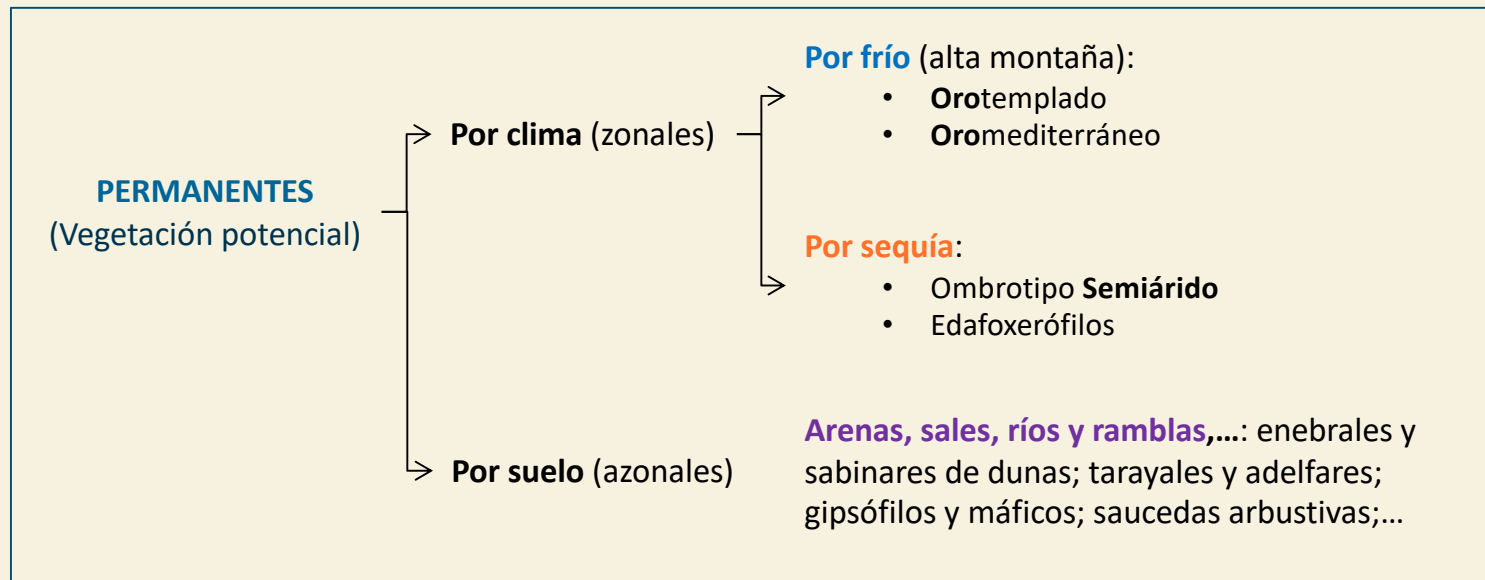 PERMANENTES
(Vegetación potencial)
Por clima (zonales)
Por frío (alta montaña):
• Orotemplado
• Oromediterráneo
Por sequía:
• Ombrotipo Semiárido
• Edafoxerófilos
Por suelo (azonales)
Arenas, sales, ríos y ramblas,...: enebrales y
sabinares de dunas; tarayales y adelfares;
gipsófilos y máficos; saucedas arbustivas;...